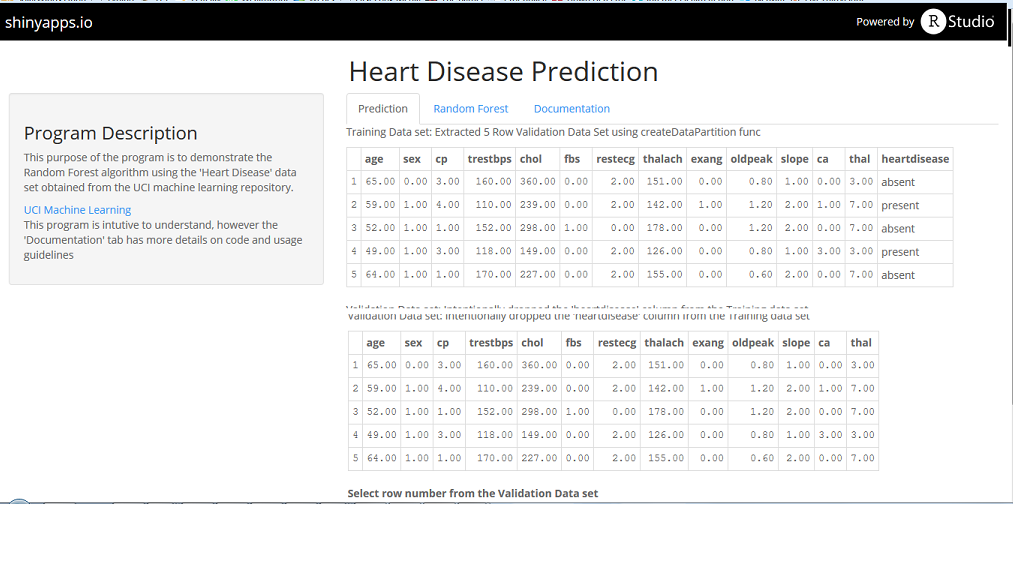 shinyapps.io
Powered by R Studio
Heart Disease Prediction
Prediction Random Forest Documentation
Program Description
This purpose of the program is to demonstrate the
Random Forest algorithm using the 'Heart Disease' data
set obtained from the UCI machine learning repository.
UCI Machine Learning
This program is intutive to understand, however the
'Documentation' tab has more details on code and usage
guidelines
Training Data set: Extracted 5 Row Validation Data Set using createDataPartition func
age sex cp trestbps chol fbs restecg thalach exang oldpeak slope ca thal heartdisease
1 65.00 0.00 3.00 160.00 360.00 0.00 2.00 151.00 0.00 0.80 1.00 0.00 3.00 absent
2 59.00 1.00 4.00 110.00 239.00 0.00 2.00 142.00 1.00 1.20 2.00 1.00 7.00 present
3 52.00 1.00 1.00 152.00 298.00 1.00 0.00 178.00 0.00 1.20 2.00 0.00 7.00 absent
4 49.00 1.00 3.00 118.00 149.00 0.00 2.00 126.00 0.00 0.80 1.00 3.00 3.00 present
5 64.00 1.00 1.00 170.00 227.00 0.00 2.00 155.00 0.00 0.60 2.00 0.00 7.00 absent
Validation Data set: Intentionally dropped the 'heartdisease' column from the Training data set
Validation Data set: Intentionally dropped the 'heartdisease' column from the Training data set
age sex cp trestbps chol fbs restecg thalach exang oldpeak slope ca thal
1 65.00 0.00 3.00 160.00 360.00 0.00 2.00 151.00 0.00 0.80 1.00 0.00 3.00
2 59.00 1.00 4.00 110.00 239.00 0.00 2.00 142.00 1.00 1.20 2.00 1.00 7.00
3 52.00 1.00 1.00 152.00 298.00 1.00 0.00 178.00 0.00 1.20 2.00 0.00 7.00
4 49.00 1.00 3.00 118.00 149.00 0.00 2.00 126.00 0.00 0.80 1.00 3.00 3.00
5 64.00 1.00 1.00 170.00 227.00 0.00 2.00 155.00 0.00 0.60 2.00 0.00 7.00
Select row number from the Validation Data set